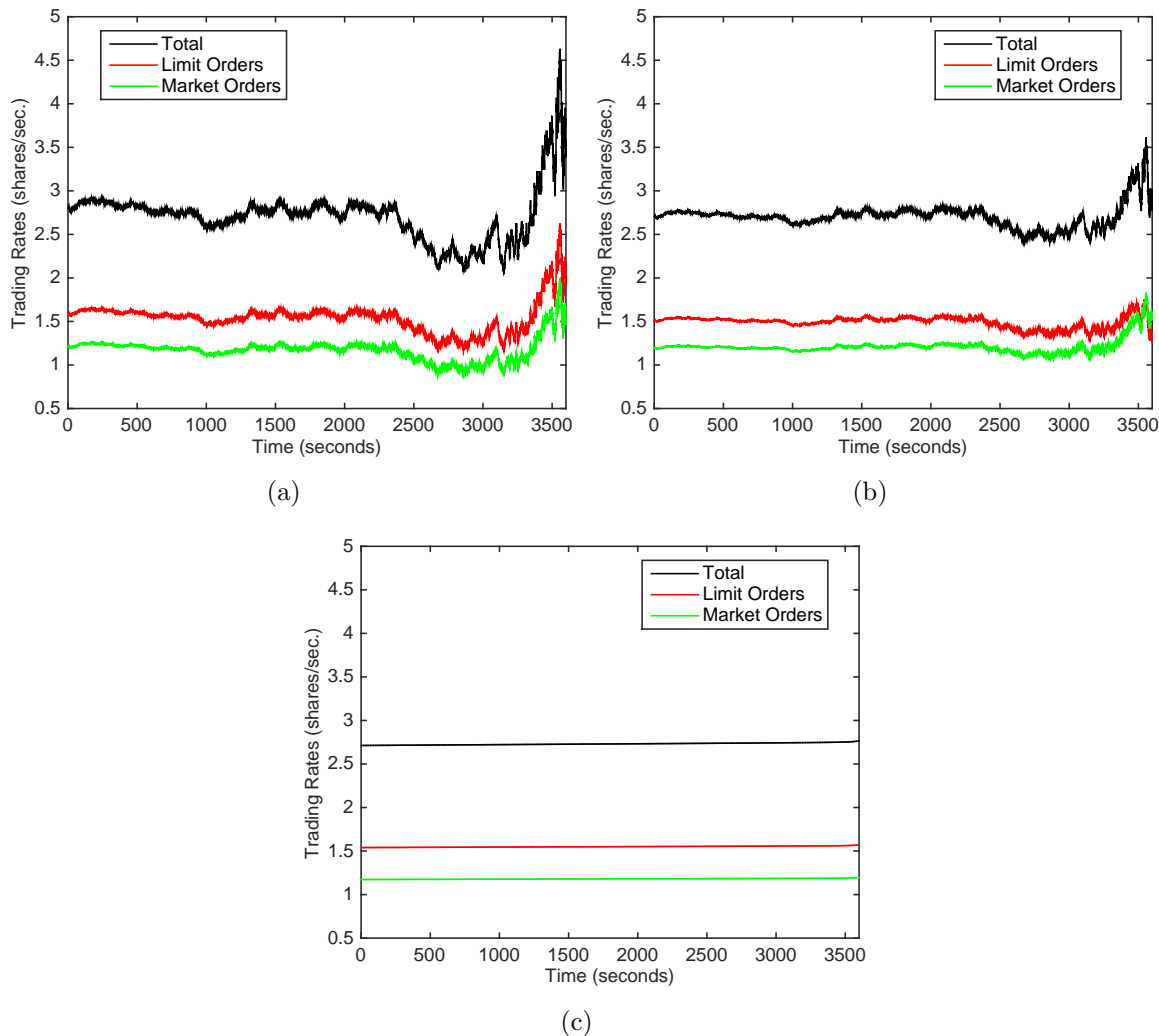 Trading Rates (shares/sec.)
5
4.5
4
3.5
3
2.5
2
1.5
1
0.5
Total
Limit Orders
Market Orders
0 500 1000 1500 2000 2500 3000 3500
Time (seconds)
(a)
Trading Rates (shares/sec.)
5
4.5
4
3.5
3
2.5
2
1.5
1
0.5
Total
Limit Orders
Market Orders
0 500 1000 1500 2000 2500 3000 3500
Time (seconds)
(b)
Trading Rates (shares/sec.)
5
4.5
4
3.5
3
2.5
2
1.5
1
0.5
Total
Limit Orders
Market Orders
0 500 1000 1500 2000 2500 3000 3500
Time (seconds)
(c)